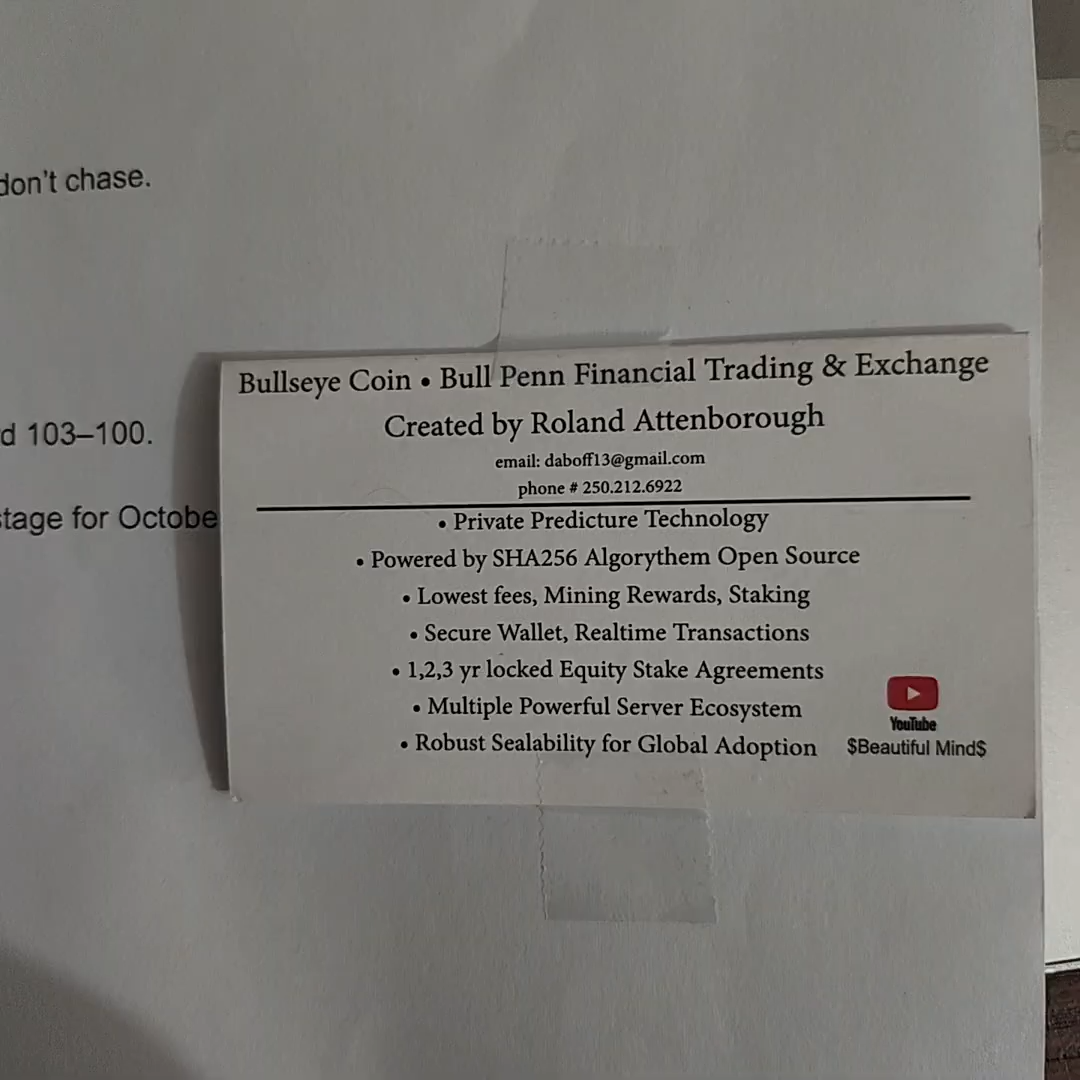 don't chase.
d 103–100.
stage for Octobe
Bullseye Coin • Bull Penn Financial Trading & Exchange
Created by Roland Attenborough
email: daboff13@gmail.com
phone # 250.212.6922
• Private Predicture Technology
• Powered by SHA256 Algorythem Open Source
• Lowest fees, Mining Rewards, Staking
• Secure Wallet, Realtime Transactions
• 1,2,3 yr locked Equity Stake Agreements
• Multiple Powerful Server Ecosystem
• Robust Sealability for Global Adoption
YouTube
$Beautiful Mind$